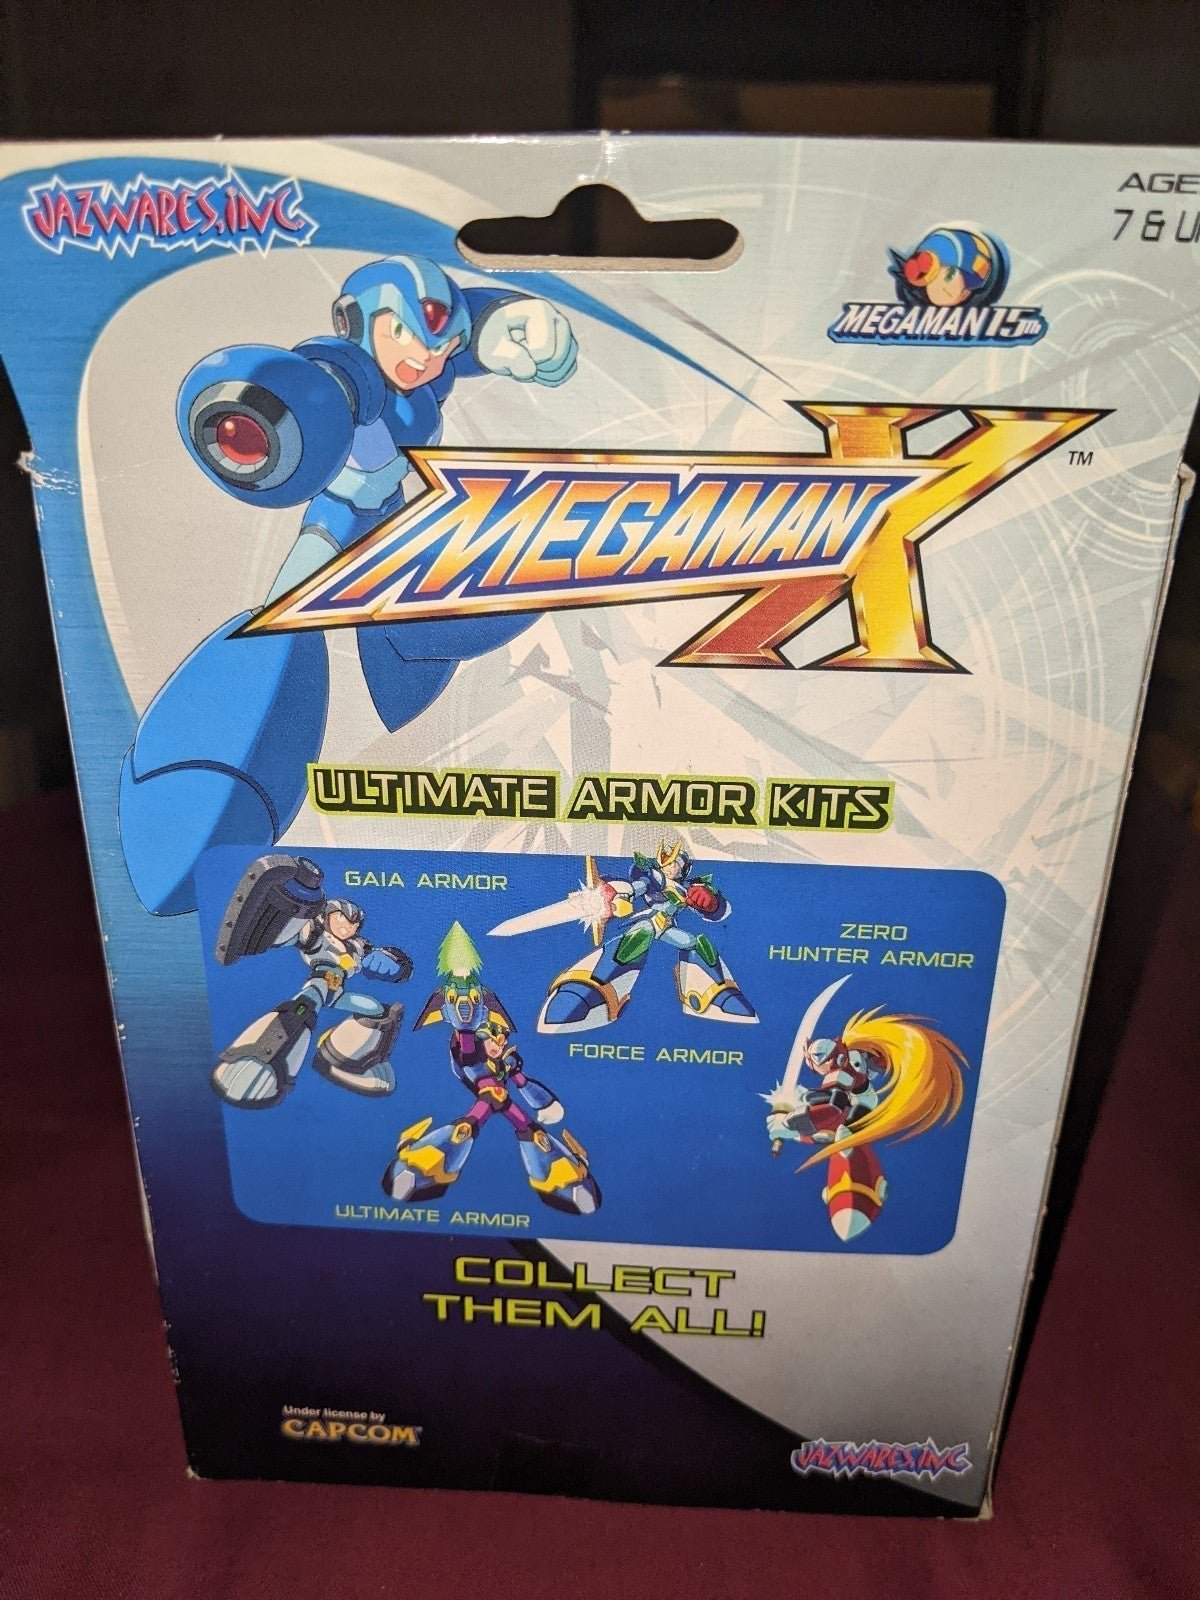 JAZWARES, INC.
AGE
7 & U
MEGAMAN 15th
MEGAMAN X ™
ULTIMATE ARMOR KITS
GAIA ARMOR
ZERO
HUNTER ARMOR
FORCE ARMOR
ULTIMATE ARMOR
COLLECT
THEM ALL!
Under license by
CAPCOM
JAZWARES, INC